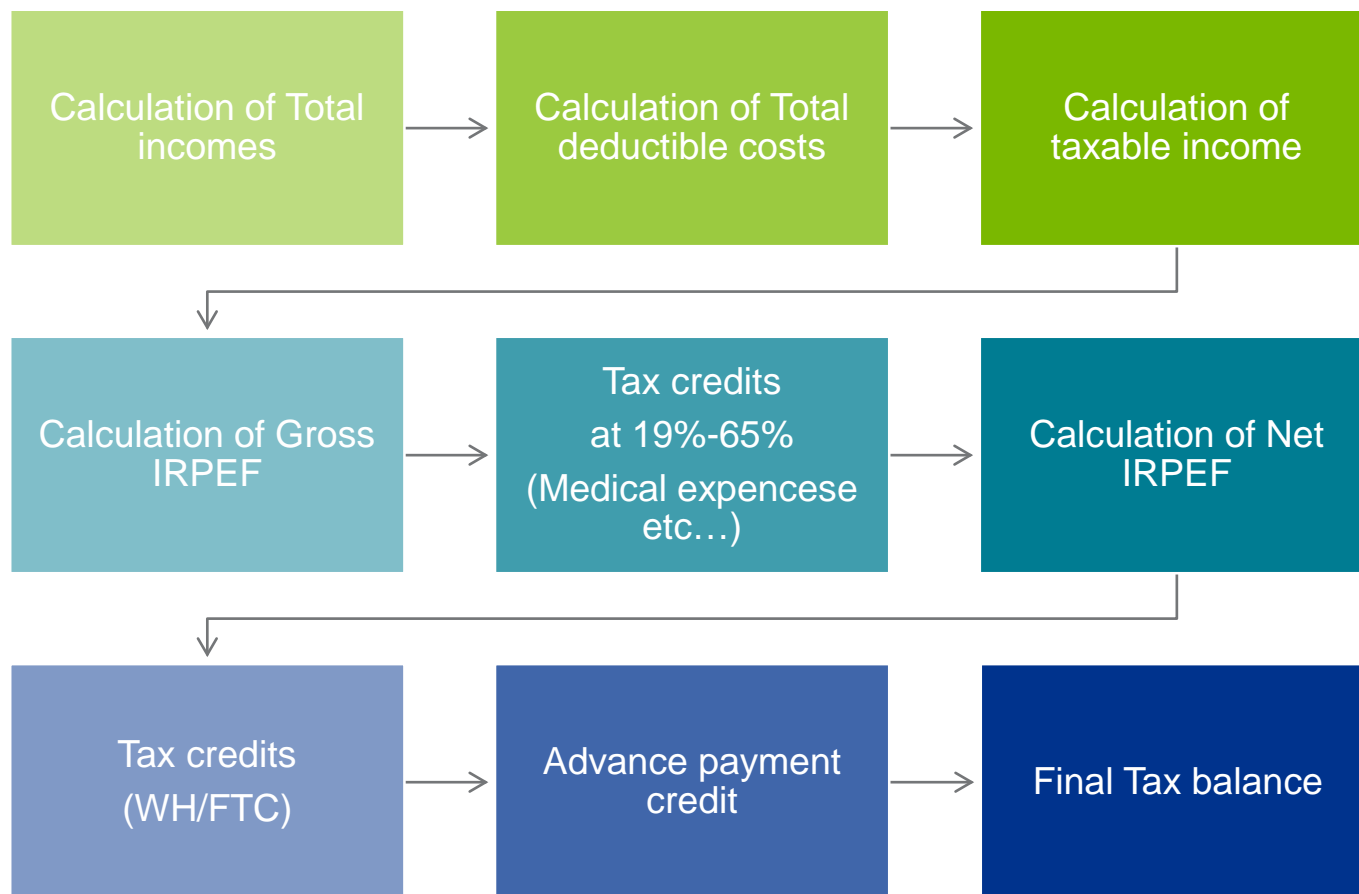 Calculation of Total
incomes
Calculation of Total
deductible costs
Calculation of
taxable income
Calculation of Gross
IRPEF
Tax credits
at 19%-65%
(Medical expencese
etc…)
Calculation of Net
IRPEF
Tax credits
(WH/FTC)
Advance payment
credit
Final Tax balance